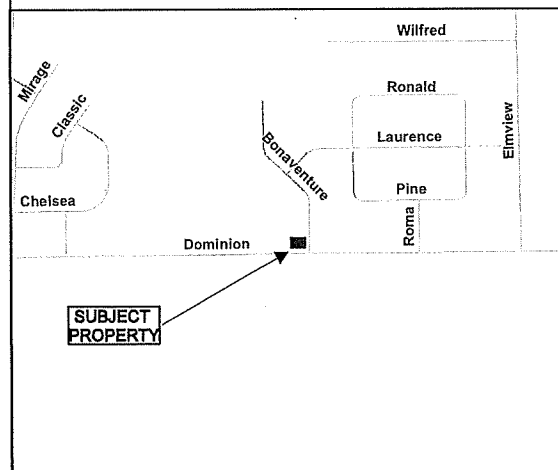 Wilfred
Mirage
Classic
Ronald
Elmview
Laurence
Bonaventure
Chelsea
Pine
Roma
Dominion
SUBJECT
PROPERTY